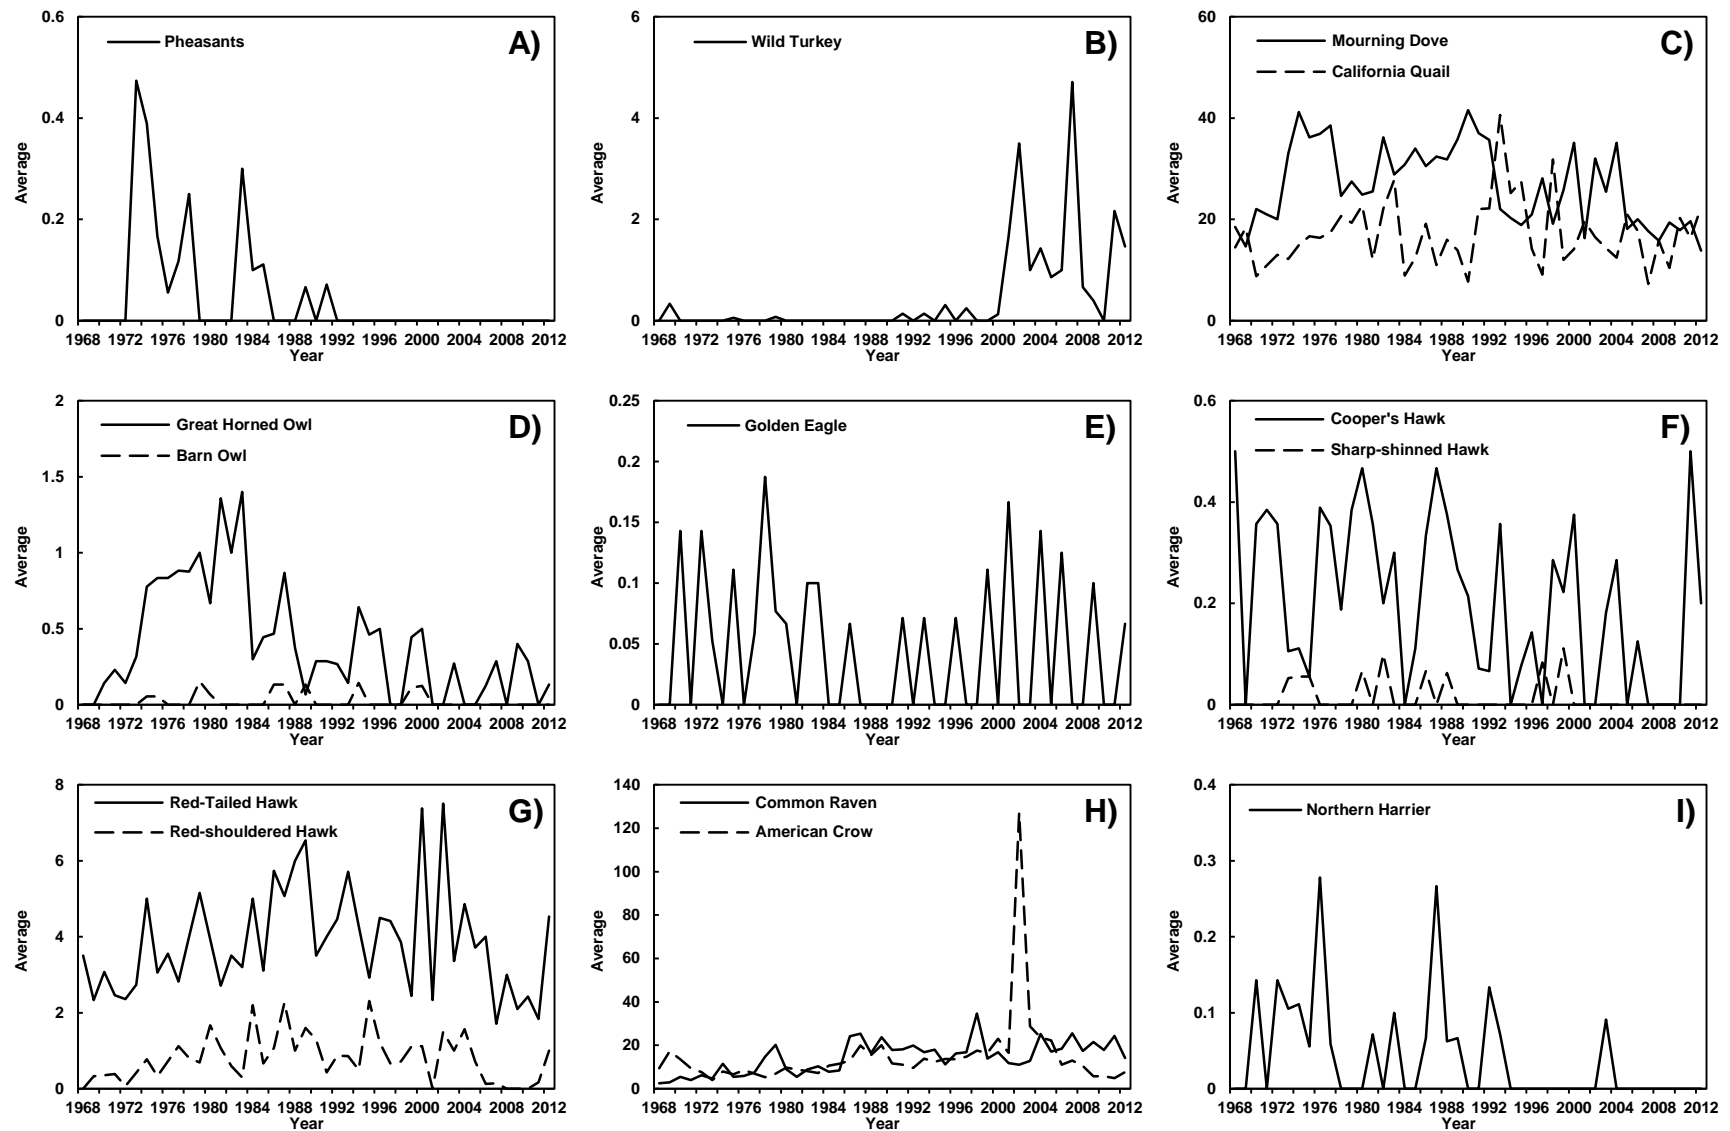 A)
Pheasants
Average
0.6
0.4
0.2
0
1968 1972 1976 1980 1984 1988 1992 1996 2000 2004 2008 2012
Year
B)
Wild Turkey
Average
6
4
2
0
1968 1972 1976 1980 1984 1988 1992 1996 2000 2004 2008 2012
Year
C)
Mourning Dove
California Quail
Average
60
40
20
0
1968 1972 1976 1980 1984 1988 1992 1996 2000 2004 2008 2012
Year
D)
Great Horned Owl
Barn Owl
Average
2
1.5
1
0.5
0
1968 1972 1976 1980 1984 1988 1992 1996 2000 2004 2008 2012
Year
E)
Golden Eagle
Average
0.25
0.2
0.15
0.1
0.05
0
1968 1972 1976 1980 1984 1988 1992 1996 2000 2004 2008 2012
Year
F)
Cooper's Hawk
Sharp-shinned Hawk
Average
0.6
0.4
0.2
0
1968 1972 1976 1980 1984 1988 1992 1996 2000 2004 2008 2012
Year
G)
Red-Tailed Hawk
Red-shouldered Hawk
Average
8
6
4
2
0
1968 1972 1976 1980 1984 1988 1992 1996 2000 2004 2008 2012
Year
H)
Common Raven
American Crow
Average
140
120
100
80
60
40
20
0
1968 1972 1976 1980 1984 1988 1992 1996 2000 2004 2008 2012
Year
I)
Northern Harrier
Average
0.4
0.3
0.2
0.1
0
1968 1972 1976 1980 1984 1988 1992 1996 2000 2004 2008 2012
Year